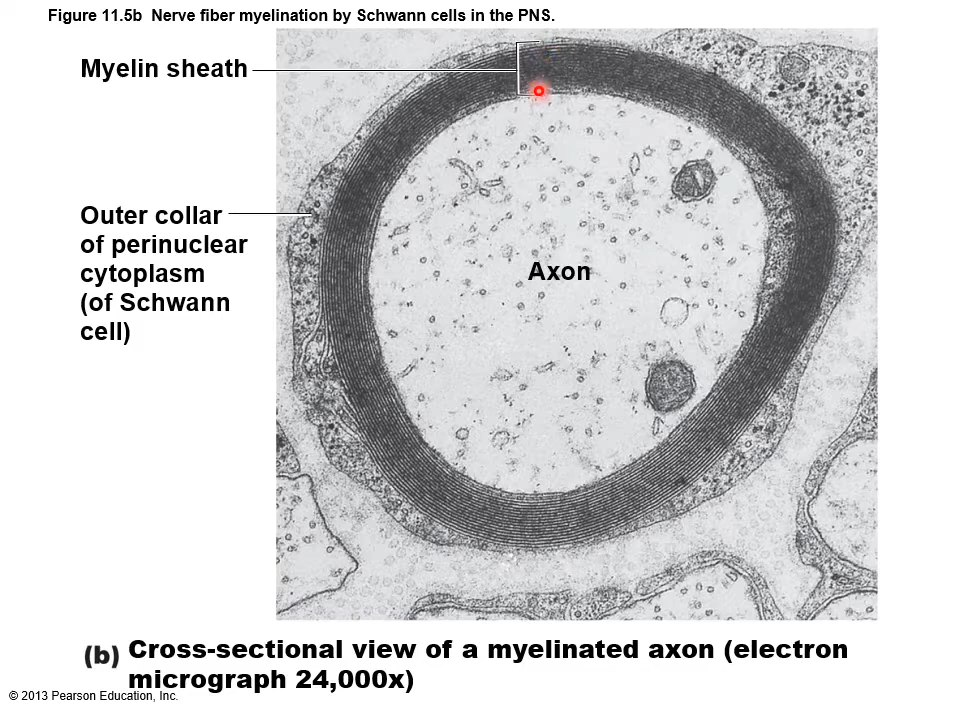 Figure 11.5b Nerve fiber myelination by Schwann cells in the PNS.
Myelin sheath
Outer collar
of perinuclear
cytoplasm
(of Schwann
cell)
Axon
(b) Cross-sectional view of a myelinated axon (electron
micrograph 24,000x)
© 2013 Pearson Education, Inc.